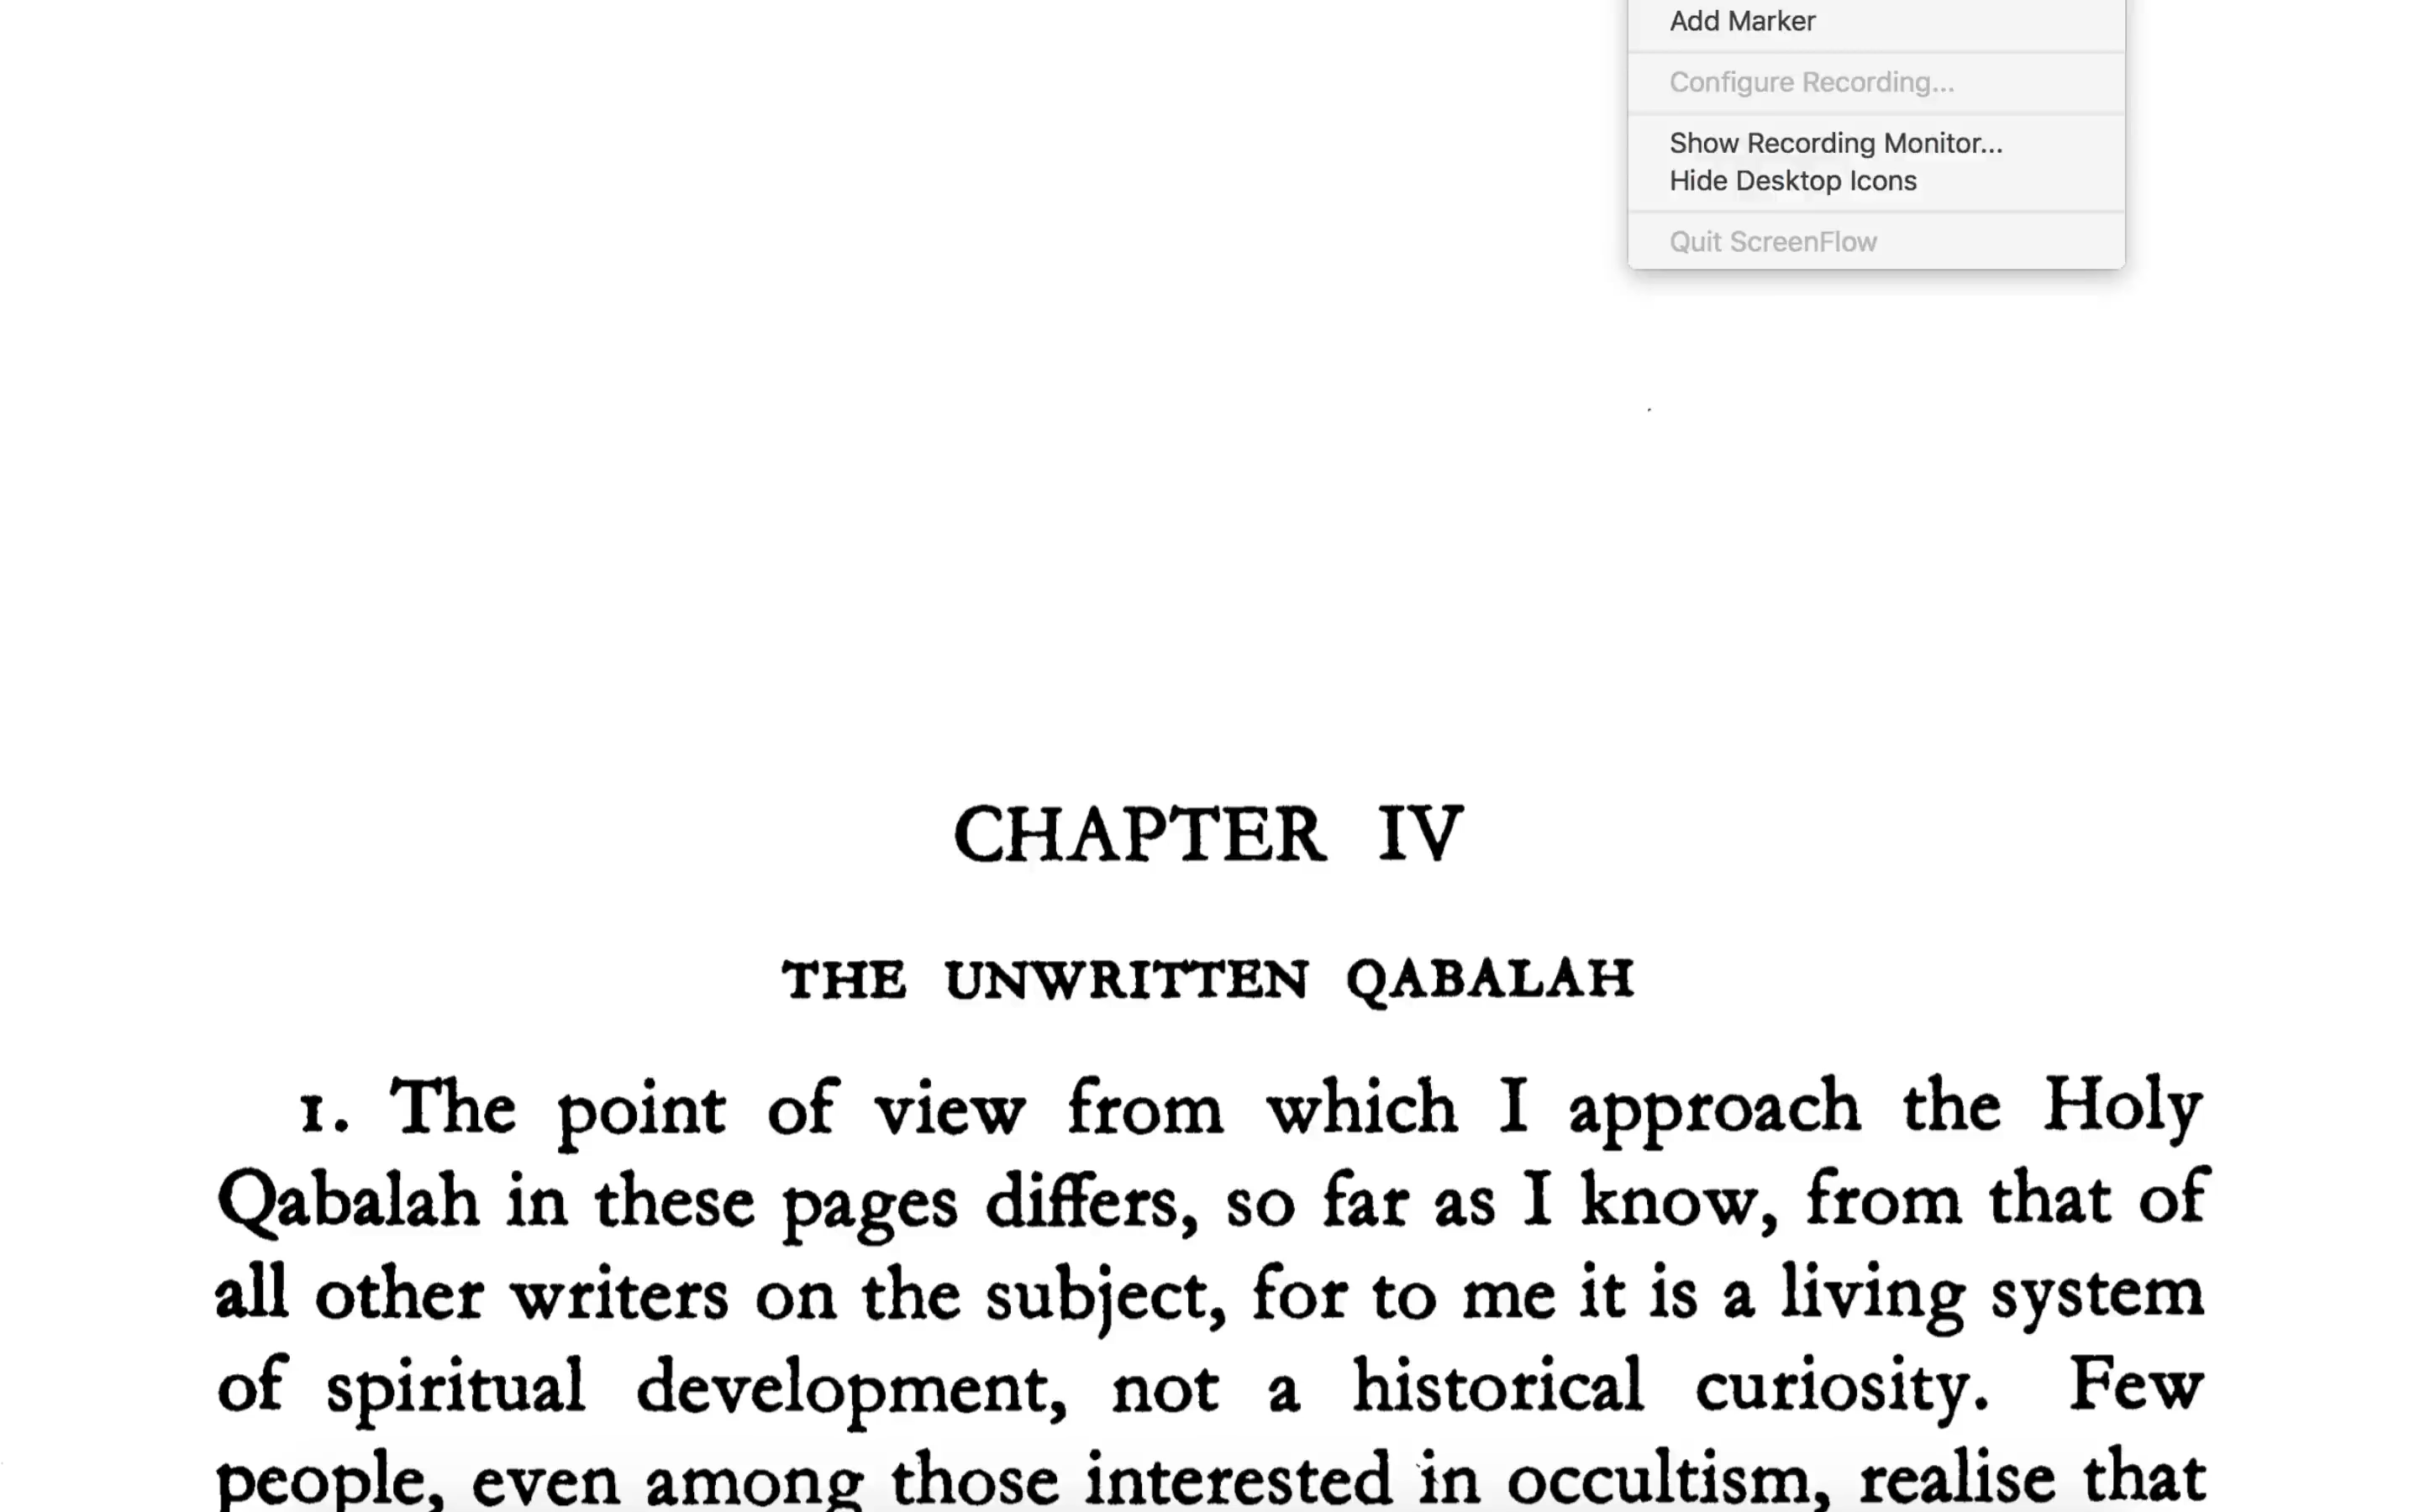 Add Marker
Configure Recording...
Show Recording Monitor...
Hide Desktop Icons
Quit ScreenFlow
CHAPTER IV
THE UNWRITTEN QABALAH
1. The point of view from which I approach the Holy
Qabalah in these pages differs, so far as I know, from that of
all other writers on the subject, for to me it is a living system
of spiritual development, not a historical curiosity. Few
people, even among those interested in occultism, realise that